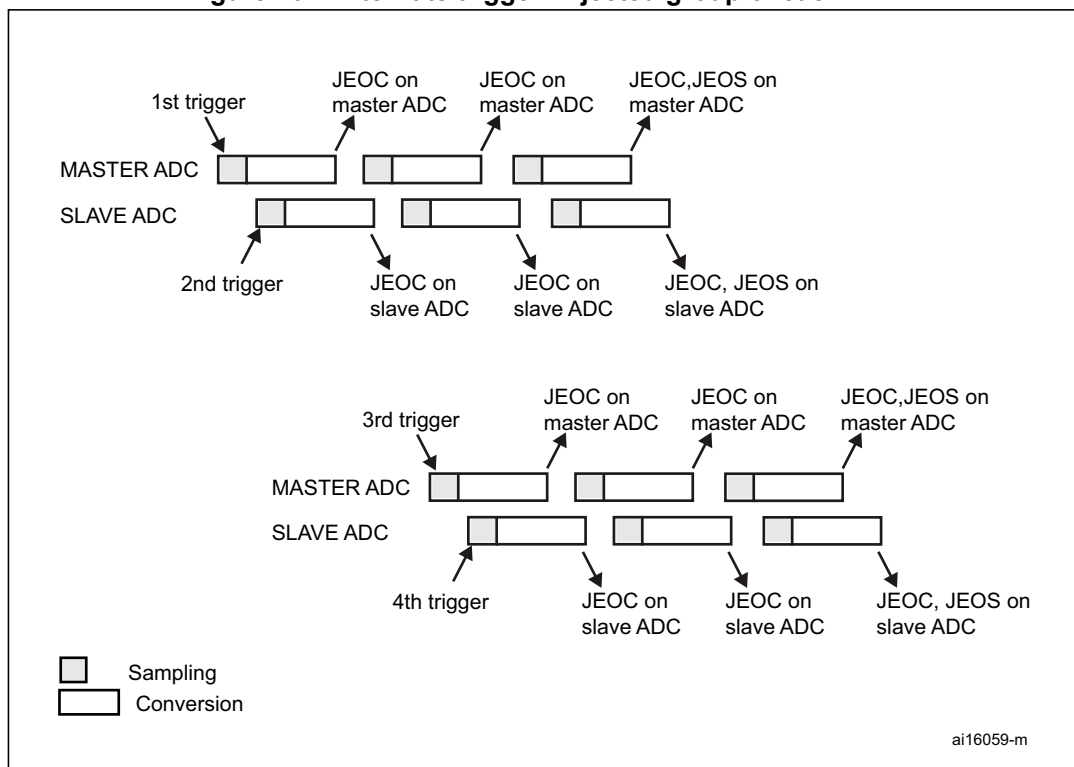 1st trigger
JEOC on
master ADC
JEOC on
master ADC
JEOC,JEOS on
master ADC
MASTER ADC
SLAVE ADC
2nd trigger
JEOC on
slave ADC
JEOC on
slave ADC
JEOC, JEOS on
slave ADC
3rd trigger
JEOC on
master ADC
JEOC on
master ADC
JEOC,JEOS on
master ADC
MASTER ADC
SLAVE ADC
4th trigger
JEOC on
slave ADC
JEOC on
slave ADC
JEOC, JEOS on
slave ADC
Sampling
Conversion
ai16059-m